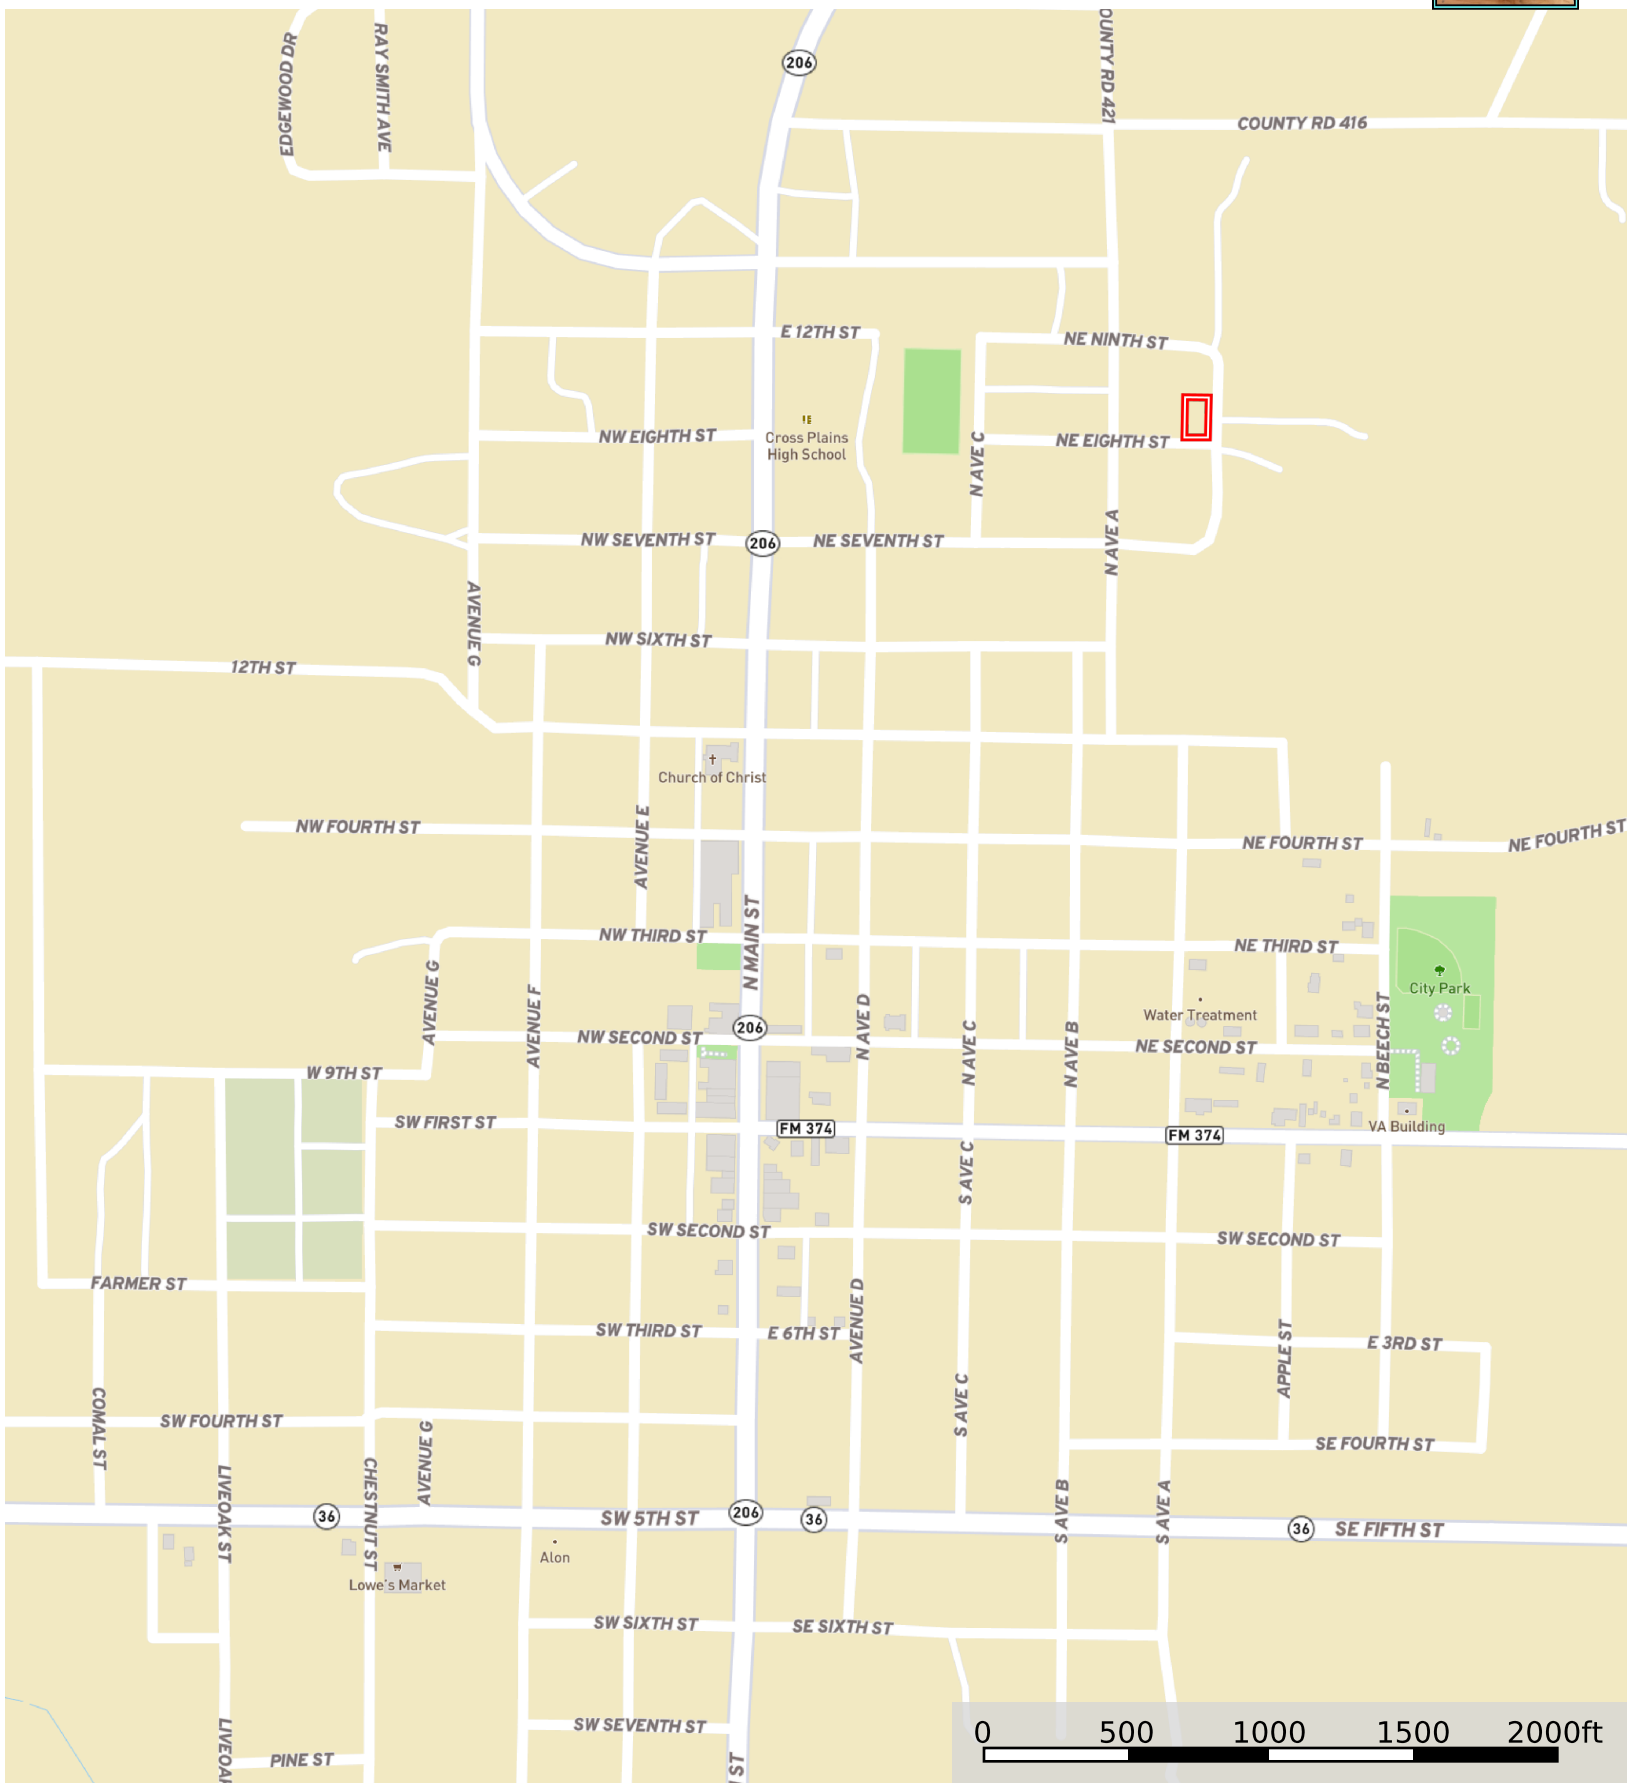 206
EDGEWOOD DR
RAY SMITH AVE
OUNTY RD 421
COUNTY RD 416
E 12TH ST
NE NINTH ST
Cross Plains
High School
NW EIGHTH ST
N AVE C
NE EIGHTH ST
NW SEVENTH ST
206
NE SEVENTH ST
N AVE A
AVENUE G
NW SIXTH ST
12TH ST
Church of Christ
NW FOURTH ST
AVENUE E
NE FOURTH ST
NE FOURTH ST
N MAIN ST
NW THIRD ST
NE THIRD ST
AVENUE G
AVENUE F
City Park
Water Treatment
206
NW SECOND ST
N AVE D
N AVE C
N AVE B
NE SECOND ST
N BEECH ST
W 9TH ST
SW FIRST ST
FM 374
FM 374
VA Building
S AVE C
SW SECOND ST
SW SECOND ST
FARMER ST
SW THIRD ST
E 6TH ST
AVENUE D
APPLE ST
E 3RD ST
COMAL ST
SW FOURTH ST
AVENUE G
S AVE C
SE FOURTH ST
LIVEOAK ST
CHESTNUT ST
36
SW 5TH ST
206
36
S AVE B
S AVE A
36
SE FIFTH ST
Alon
Lowe's Market
SW SIXTH ST
SE SIXTH ST
SW SEVENTH ST
LIVEOA
PINE ST
ST
0 500 1000 1500 2000ft